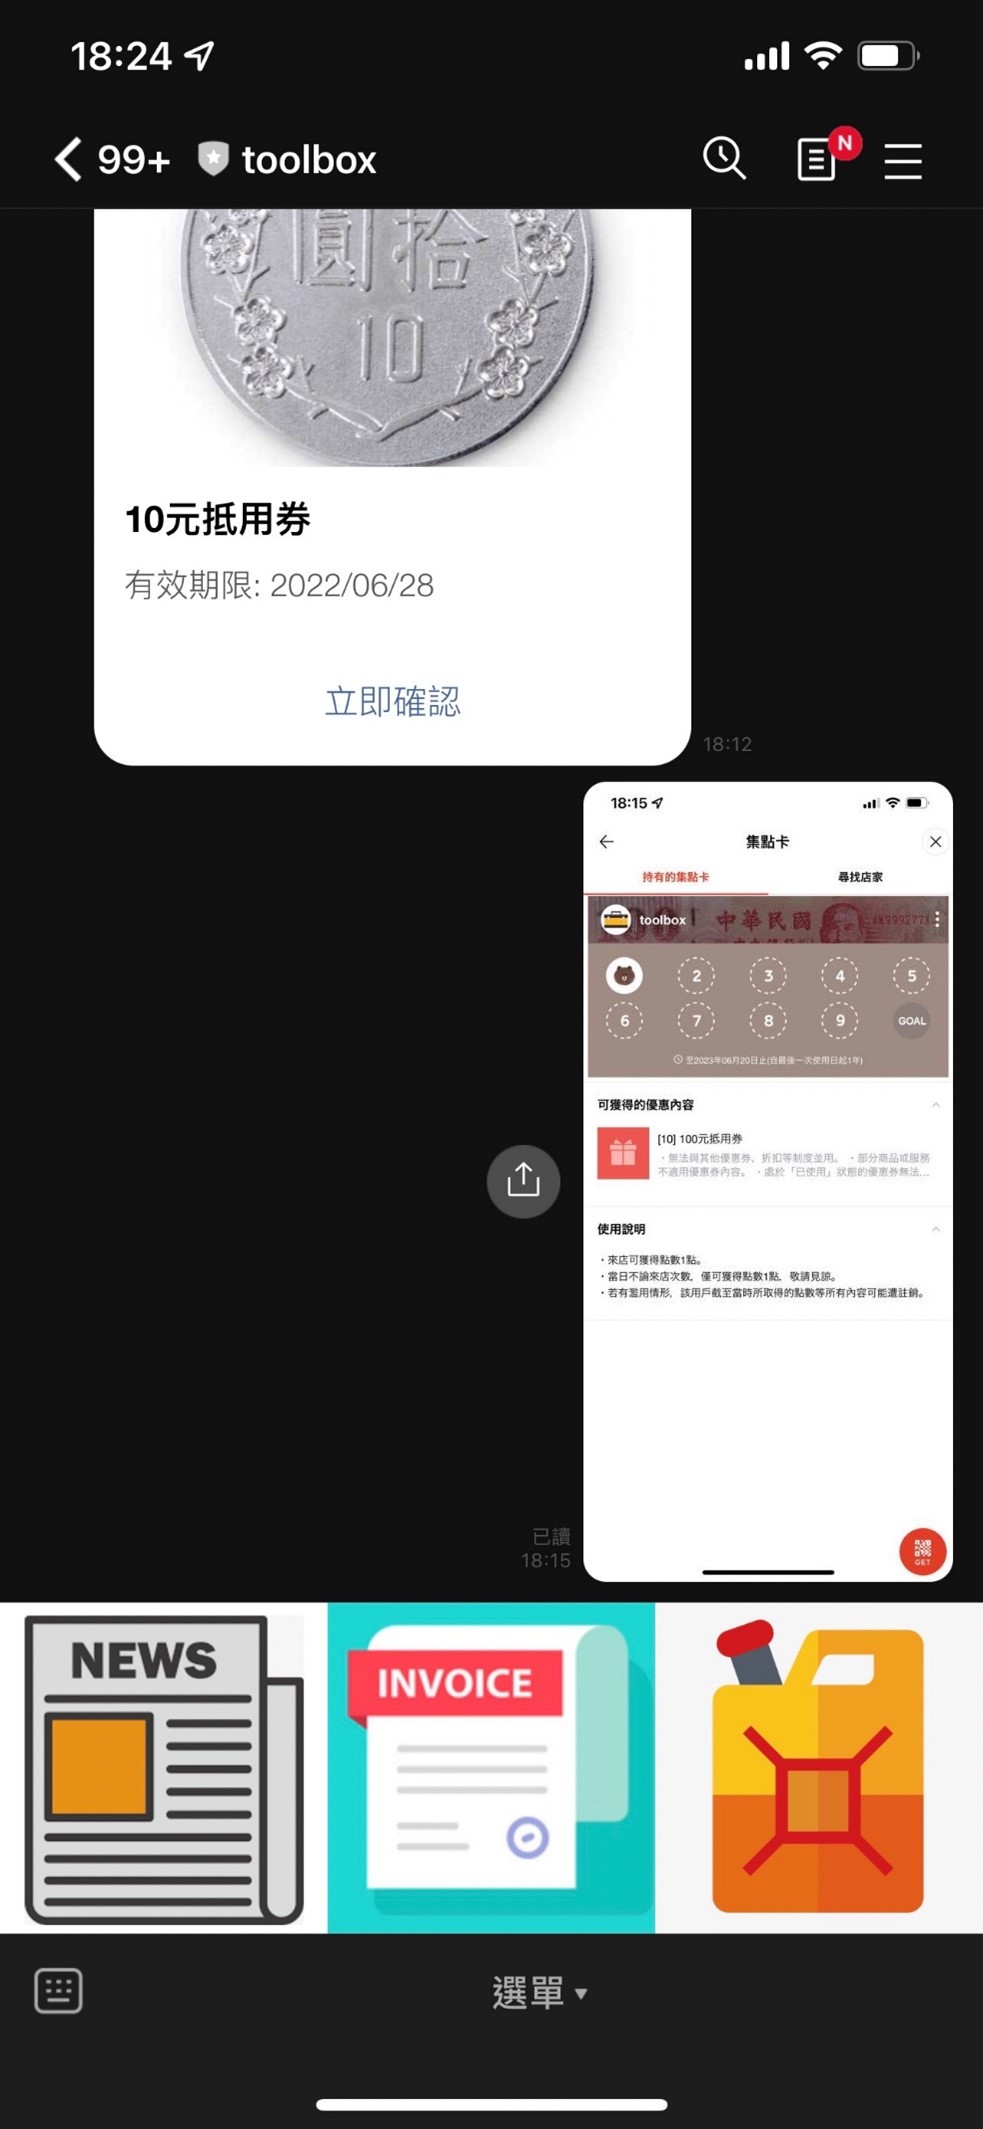 18:24
99+ toolbox N
圓拾
10
10元抵用券
有效期限: 2022/06/28
立即確認
18:12
18:15
集點卡
持有的集點卡 尋找店家
toolbox 中華民國
2 3 4 5
6 7 8 9 GOAL
至2023年06月20日止(自最後一次使用日起1年)
可獲得的優惠內容
[10] 100元抵用券
・無法與其他優惠券、折扣等制度並用。 ・部分商品或服務
不適用優惠券內容。 ・處於「已使用」狀態的優惠券無法...
使用說明
・來店可獲得點數1點。
・當日不論來店次數，僅可獲得點數1點，敬請見諒。
・若有濫用情形，該用戶截至當時所取得的點數等所有內容可能遭註銷。
GET
已讀
18:15
NEWS
INVOICE
選單 ▾